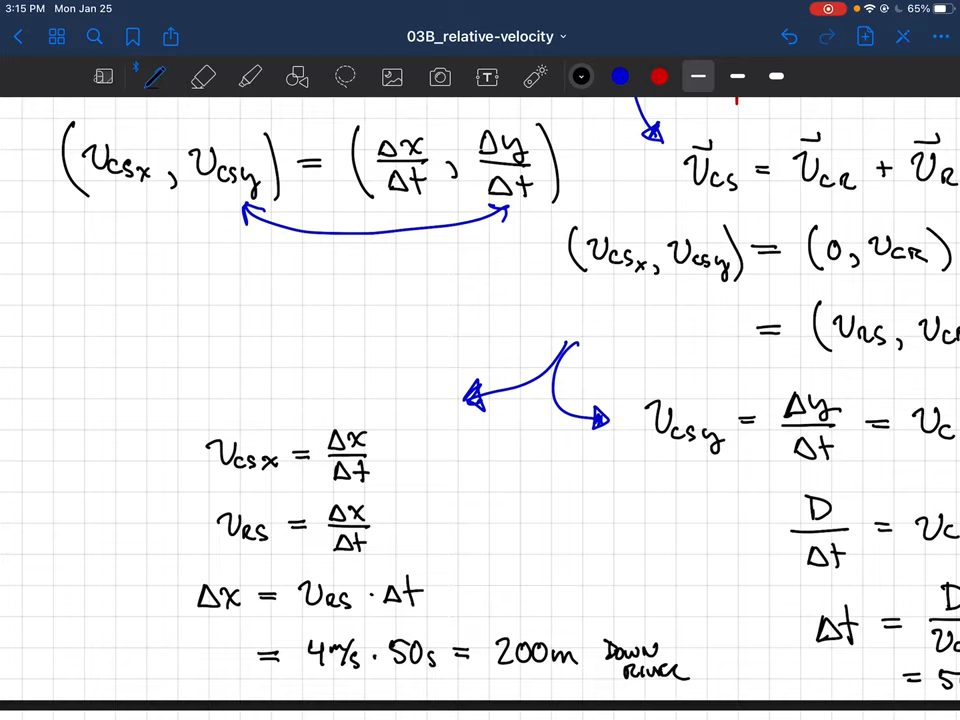 3:15 PM Mon Jan 25
65%
03B_relative-velocity
(v_CSx, v_CSy) = (Δx/Δt, Δy/Δt)
v⃗_CS = v⃗_CR + v⃗_R
(v_CSx, v_CSy) = (0, v_CR)
= (v_RS, v_CR
v_CSx = Δx/Δt
v_RS = Δx/Δt
Δx = v_RS · Δt
= 4 m/s · 50s = 200m DOWN RIVER
v_CSy = Δy/Δt = v_C
D/Δt = v_C
Δt = D/v_C
= 5